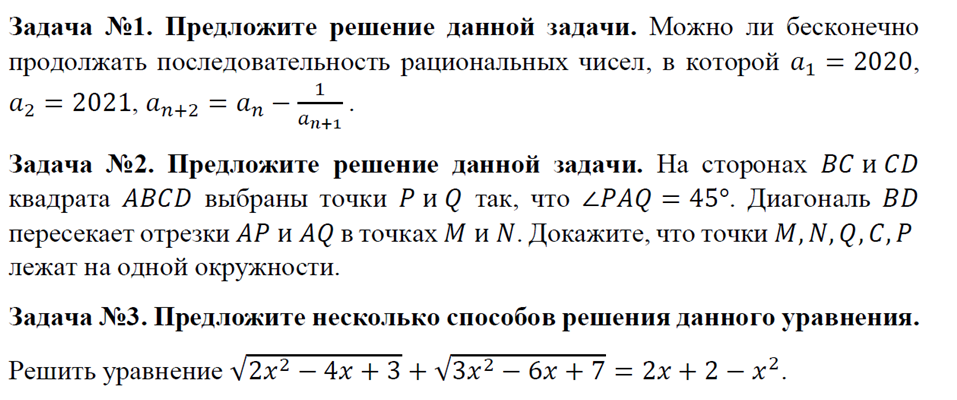 Задача №1. Предложите решение данной задачи. Можно ли бесконечно
продолжать последовательность рациональных чисел, в которой a₁ = 2020,
a₂ = 2021, aₙ₊₂ = aₙ − 1/aₙ₊₁ .
Задача №2. Предложите решение данной задачи. На сторонах BC и CD
квадрата ABCD выбраны точки P и Q так, что ∠PAQ = 45°. Диагональ BD
пересекает отрезки AP и AQ в точках M и N. Докажите, что точки M, N, Q, C, P
лежат на одной окружности.
Задача №3. Предложите несколько способов решения данного уравнения.
Решить уравнение √(2x² − 4x + 3) + √(3x² − 6x + 7) = 2x + 2 − x².